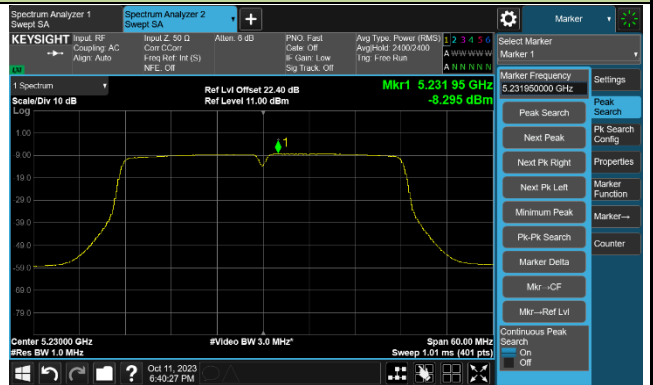 Spectrum Analyzer 1
Swept SA
Spectrum Analyzer 2
Swept SA
Marker
KEYSIGHT
Input: RF
Coupling: AC
Align: Auto
Input Z: 50 Ω
Corr CCorr
Freq Ref: Int (S)
NFE: Off
Atten: 6 dB
PNO: Fast
Gate: Off
IF Gain: Low
Sig Track: Off
Avg Type: Power (RMS)
Avg|Hold: 2400/2400
Trig: Free Run
1 2 3 4 5 6
A W W W W W
A N N N N N
Select Marker
Marker 1
1 Spectrum
Scale/Div 10 dB
Log
Ref Lvl Offset 22.40 dB
Ref Level 11.00 dBm
Mkr1 5.231 95 GHz
-8.295 dBm
1
1.00
-9.00
-19.0
-29.0
-39.0
-49.0
-59.0
-69.0
-79.0
Center 5.23000 GHz
#Res BW 1.0 MHz
#Video BW 3.0 MHz*
Span 60.00 MHz
Sweep 1.01 ms (401 pts)
Marker Frequency
5.231950000 GHz
Peak Search
Next Peak
Next Pk Right
Next Pk Left
Minimum Peak
Pk-Pk Search
Marker Delta
Mkr→CF
Mkr→Ref Lvl
Continuous Peak
Search
On
Off
Settings
Peak
Search
Pk Search
Config
Properties
Marker
Function
Marker→
Counter
Oct 11, 2023
6:40:27 PM